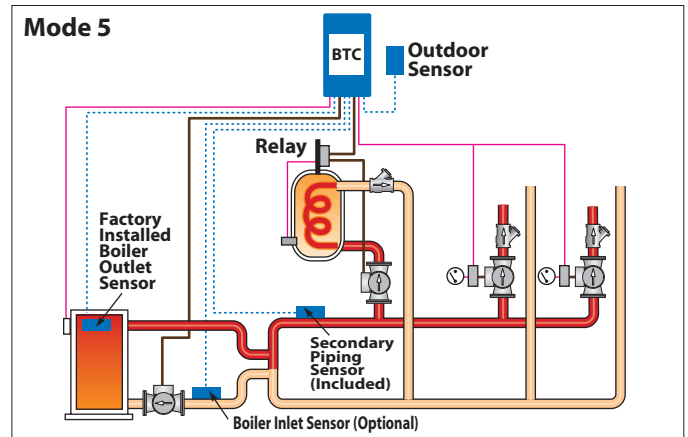 Mode 5
BTC
Outdoor
Sensor
Relay
Factory
Installed
Boiler
Outlet
Sensor
Secondary
Piping
Sensor
(Included)
Boiler Inlet Sensor (Optional)